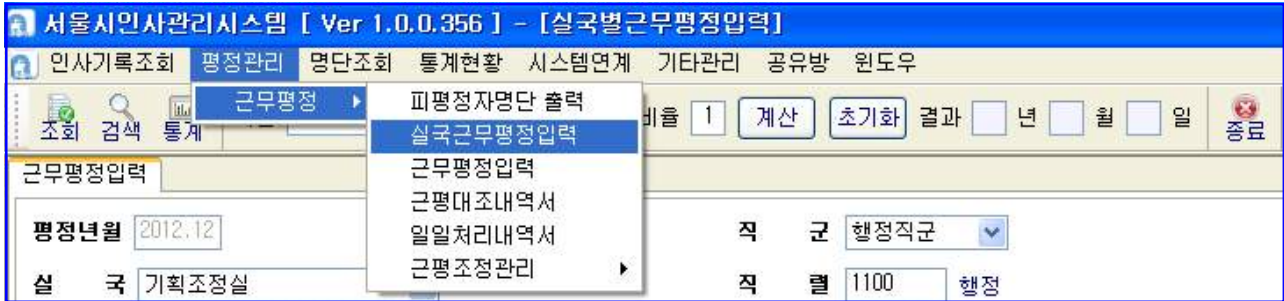 서울시인사관리시스템 [ Ver 1.0.0.356 ] - [실국별근무평정입력]
인사기록조회 평정관리 명단조회 통계현황 시스템연계 기타관리 공유방 윈도우
조회 검색 통계 비율 1 계산 초기화 결과 년 월 일 종료
근무평정 피평정자명단 출력
실국근무평정입력
근무평정입력
근평대조내역서
일일처리내역서
근평조정관리
근무평정입력
평정년월 2012.12 직 군 행정직군
실 국 기획조정실 직 렬 1100 행정